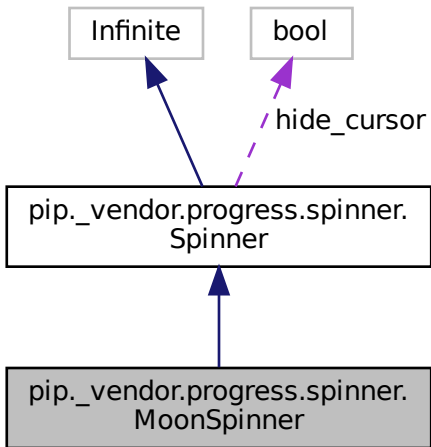 Infinite
bool
hide_cursor
pip._vendor.progress.spinner.
Spinner
pip._vendor.progress.spinner.
MoonSpinner